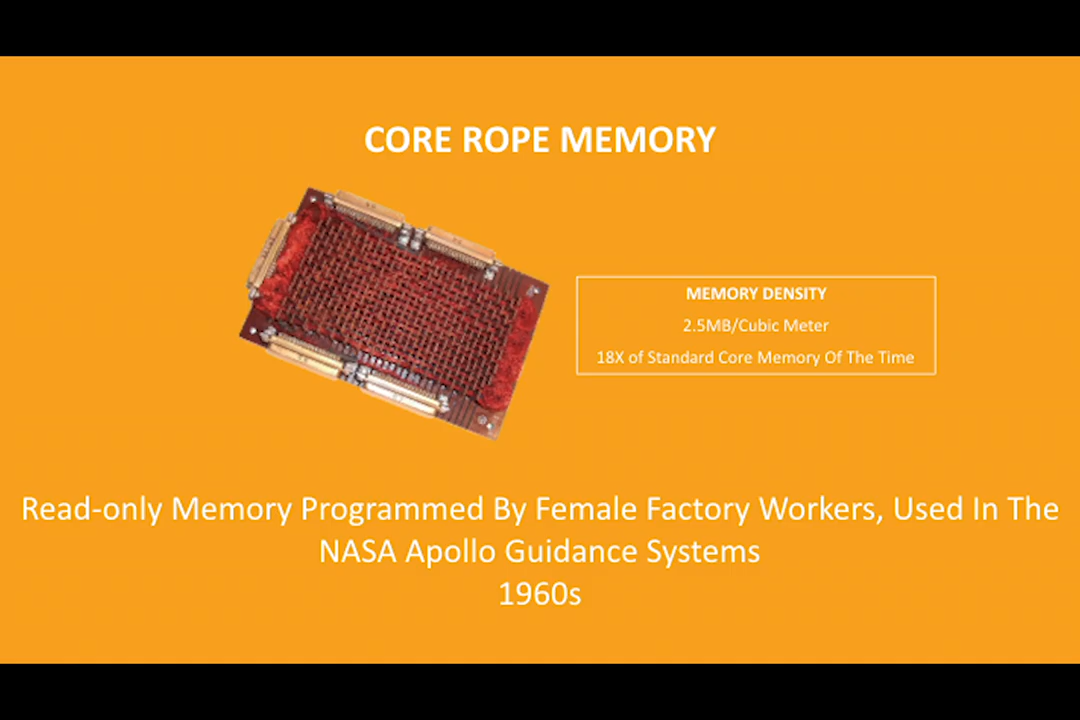 CORE ROPE MEMORY
MEMORY DENSITY
2.5MB/Cubic Meter
18X of Standard Core Memory Of The Time
Read-only Memory Programmed By Female Factory Workers, Used In The
NASA Apollo Guidance Systems
1960s